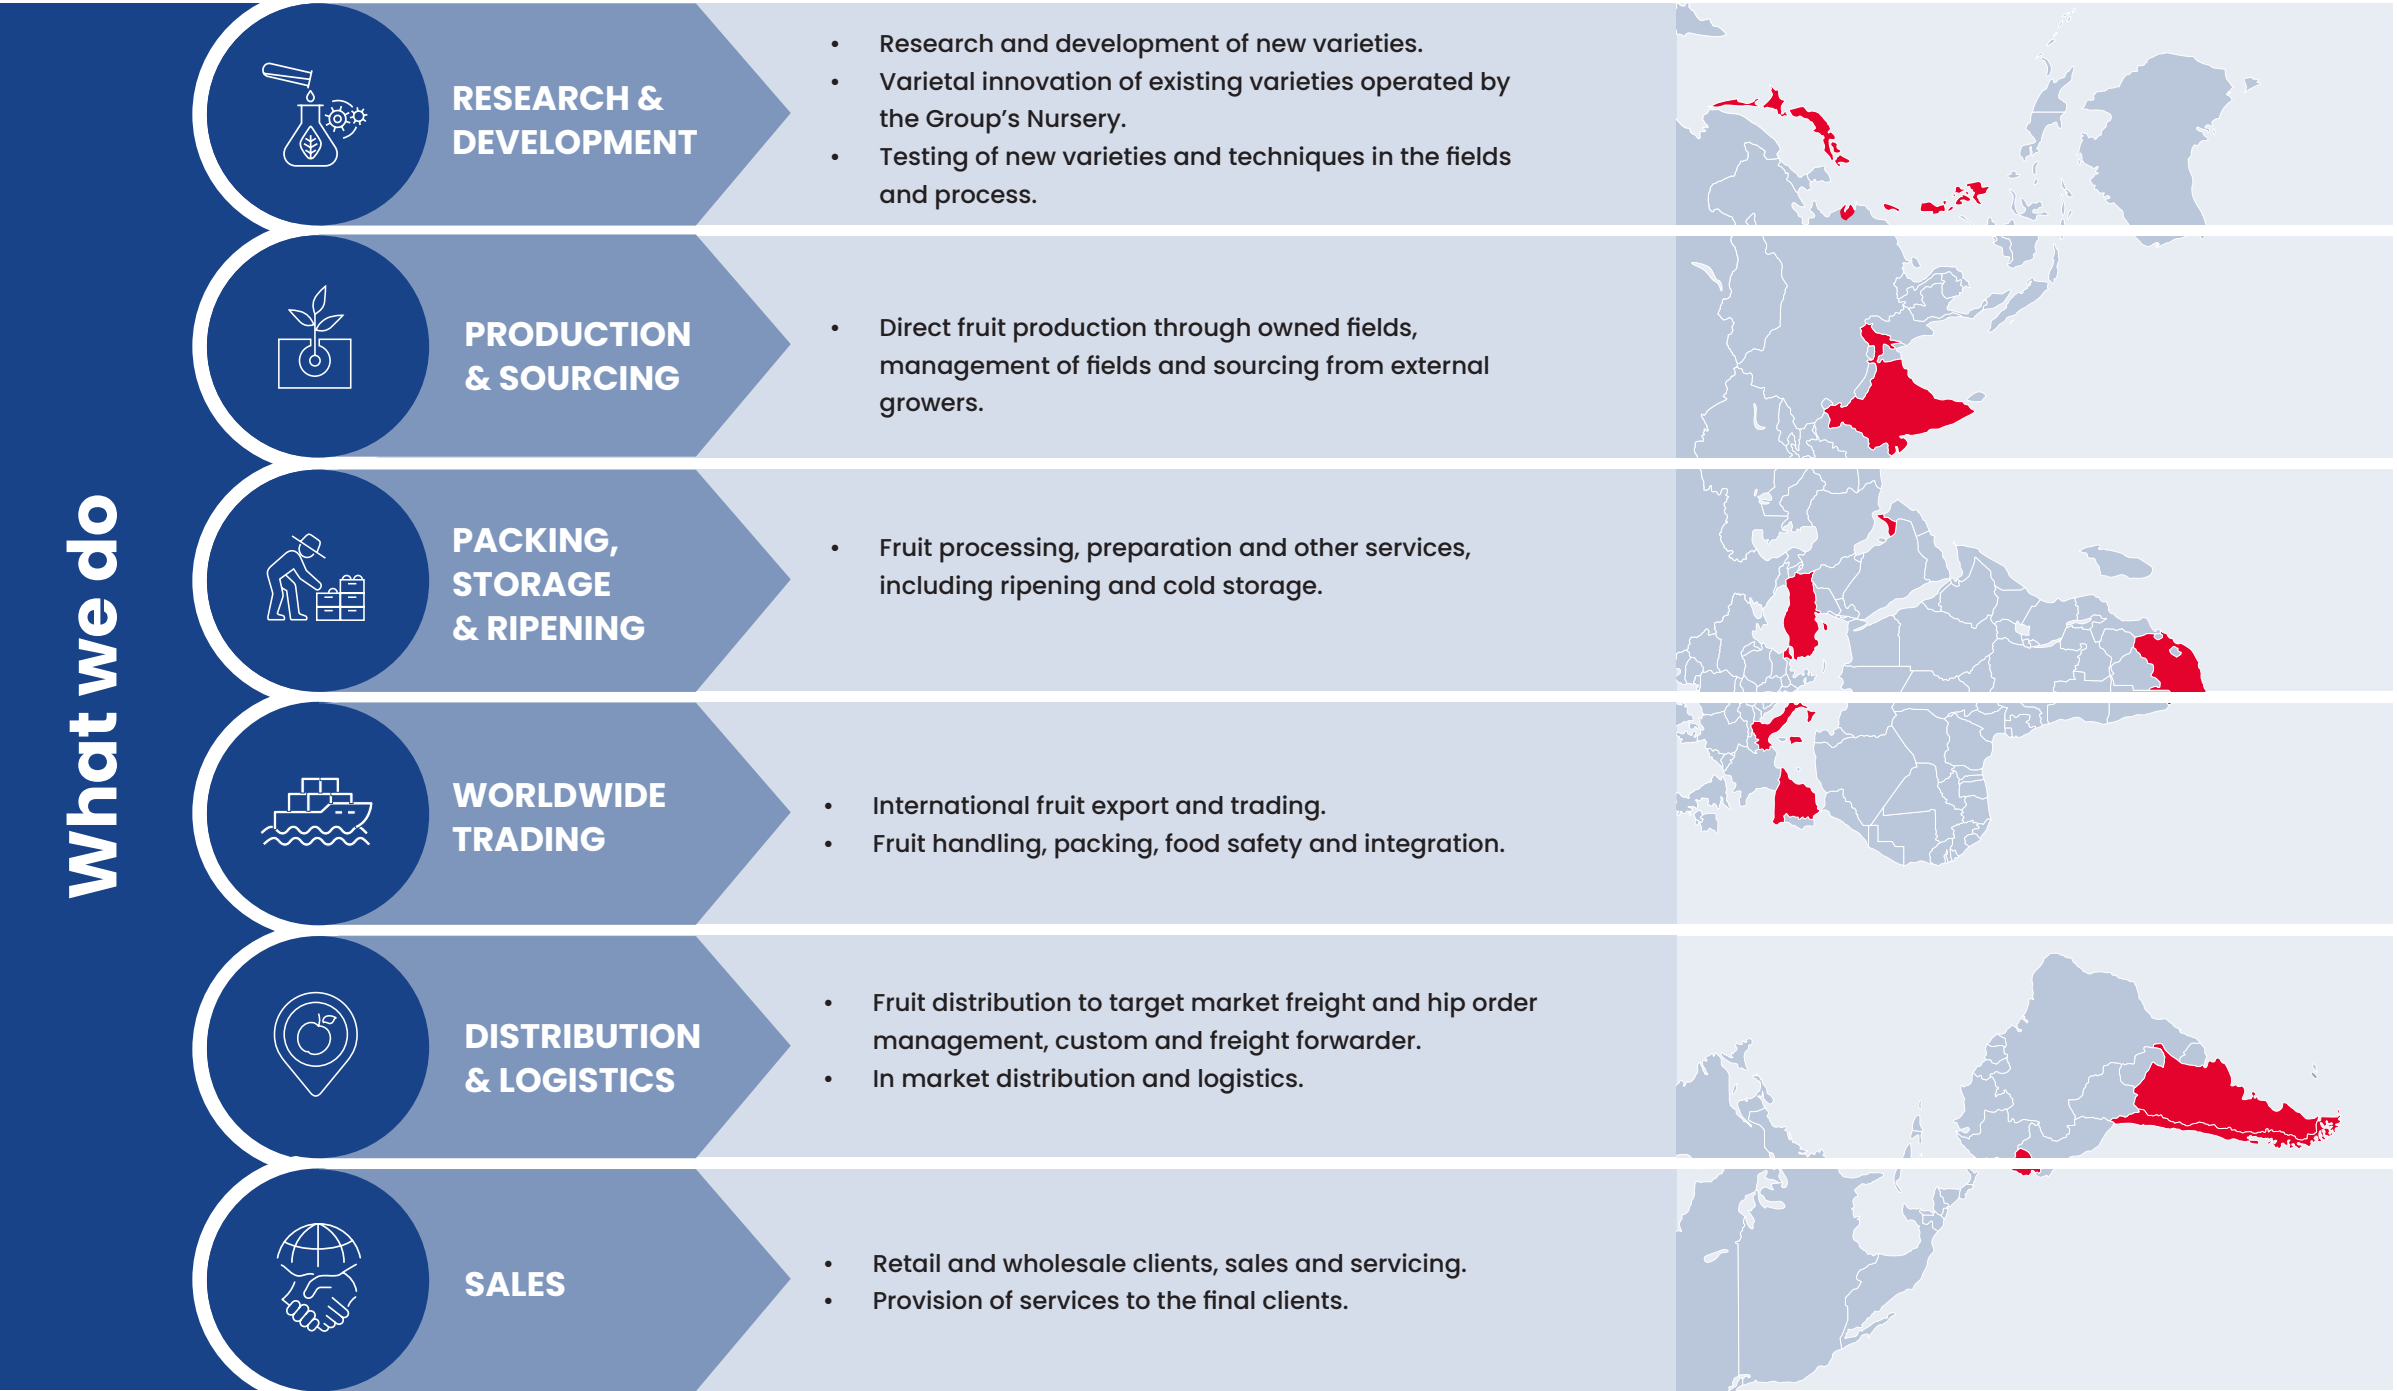 What we do
RESEARCH &
DEVELOPMENT
• Research and development of new varieties.
• Varietal innovation of existing varieties operated by
the Group’s Nursery.
• Testing of new varieties and techniques in the fields
and process.
PRODUCTION
& SOURCING
• Direct fruit production through owned fields,
management of fields and sourcing from external
growers.
PACKING,
STORAGE
& RIPENING
• Fruit processing, preparation and other services,
including ripening and cold storage.
WORLDWIDE
TRADING
• International fruit export and trading.
• Fruit handling, packing, food safety and integration.
DISTRIBUTION
& LOGISTICS
• Fruit distribution to target market freight and hip order
management, custom and freight forwarder.
• In market distribution and logistics.
SALES
• Retail and wholesale clients, sales and servicing.
• Provision of services to the final clients.